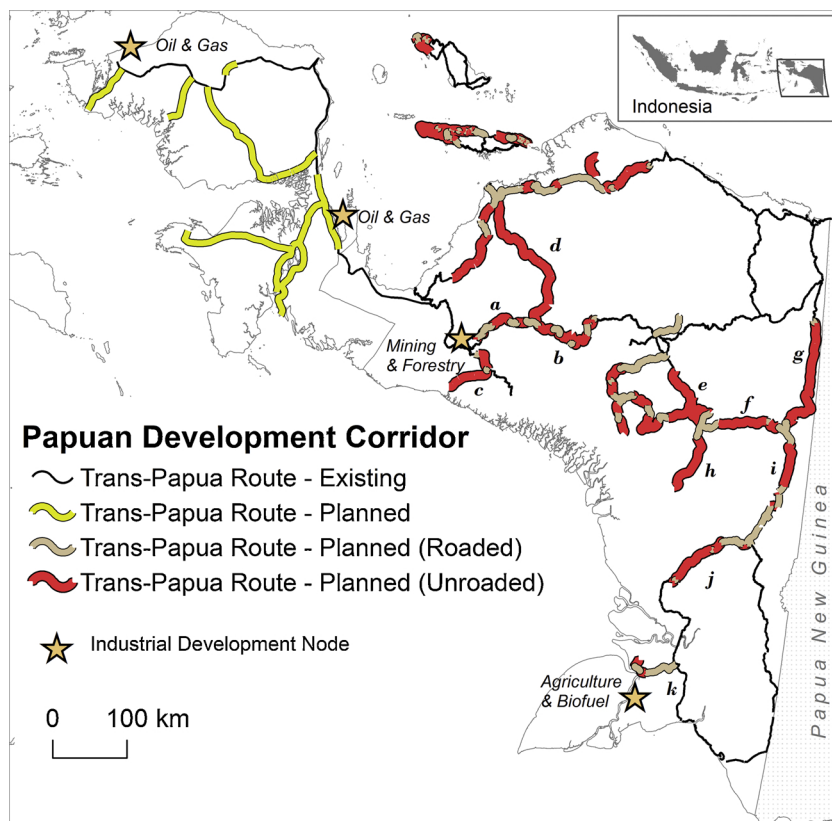 Oil & Gas
Indonesia
Oil & Gas
d
a
Mining
& Forestry
b
g
c
e
f
Papuan Development Corridor
h
i
Trans-Papua Route - Existing
Trans-Papua Route - Planned
Trans-Papua Route - Planned (Roaded)
Trans-Papua Route - Planned (Unroaded)
j
Papua New Guinea
Industrial Development Node
Agriculture
& Biofuel
k
0 100 km